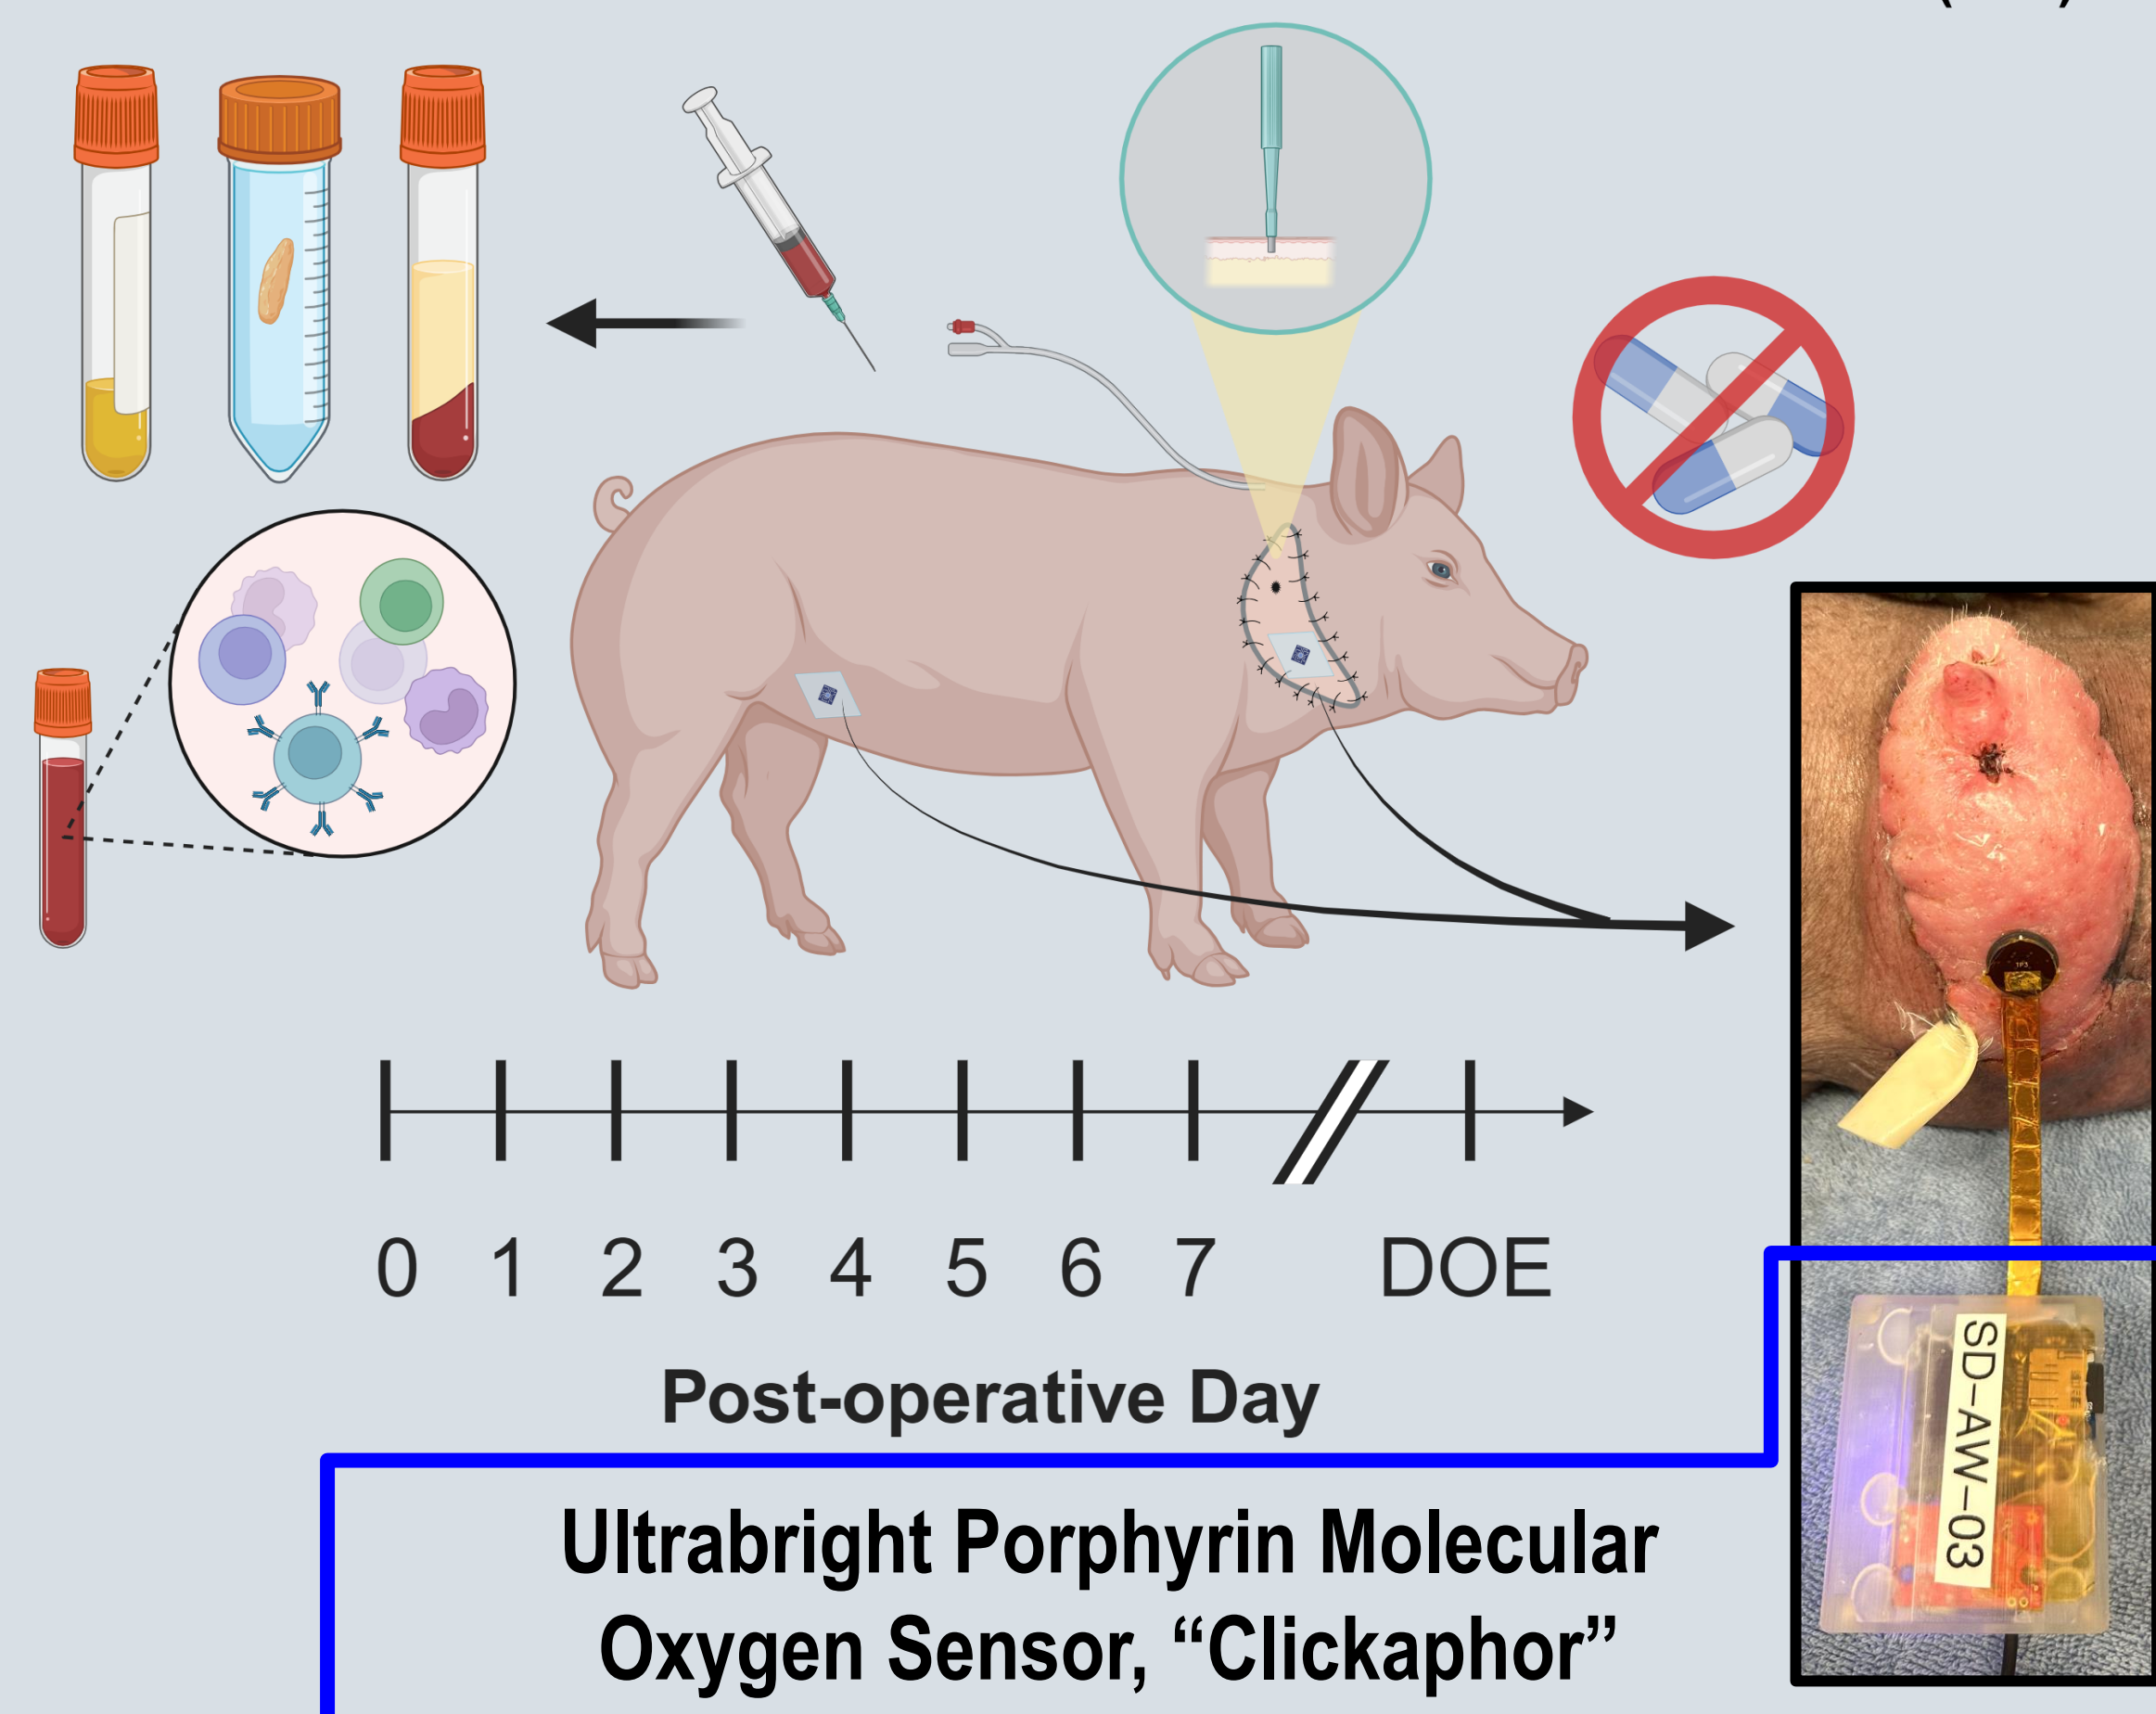 0 1 2 3 4 5 6 7 DOE
Post-operative Day
SD-AW-03
Ultrabright Porphyrin Molecular
Oxygen Sensor, “Clickaphor”